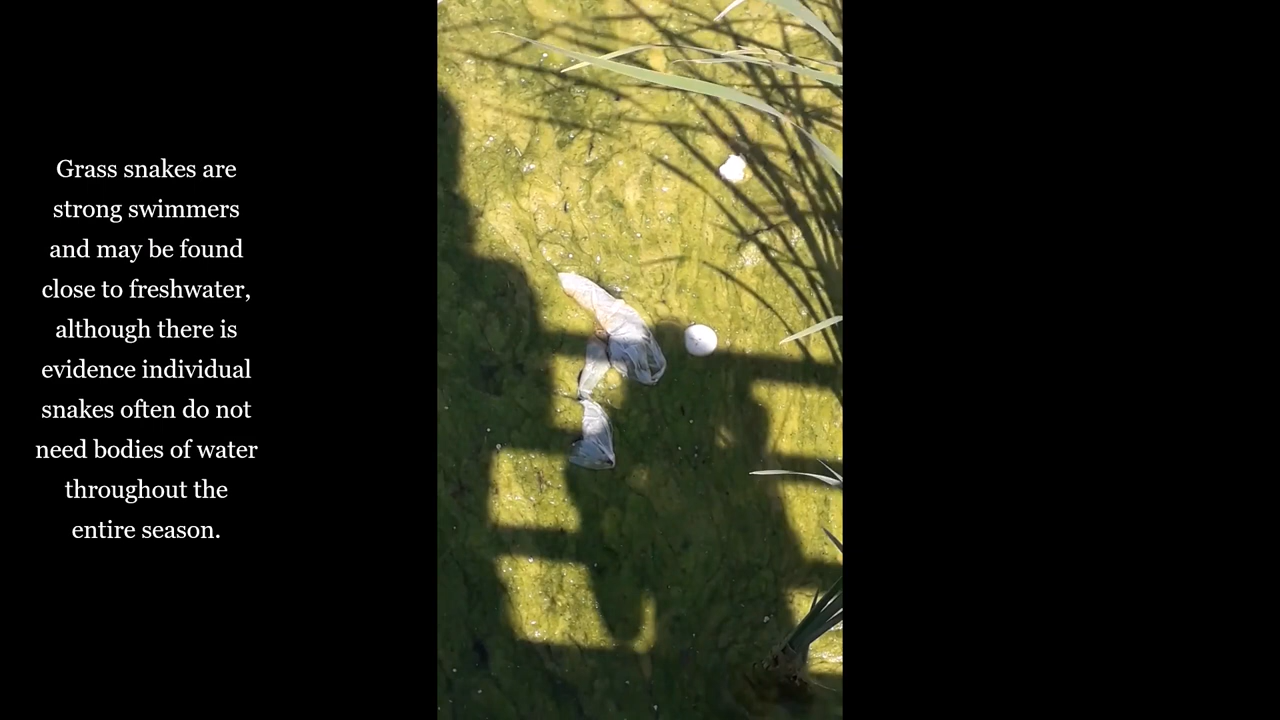 Grass snakes are
strong swimmers
and may be found
close to freshwater,
although there is
evidence individual
snakes often do not
need bodies of water
throughout the
entire season.